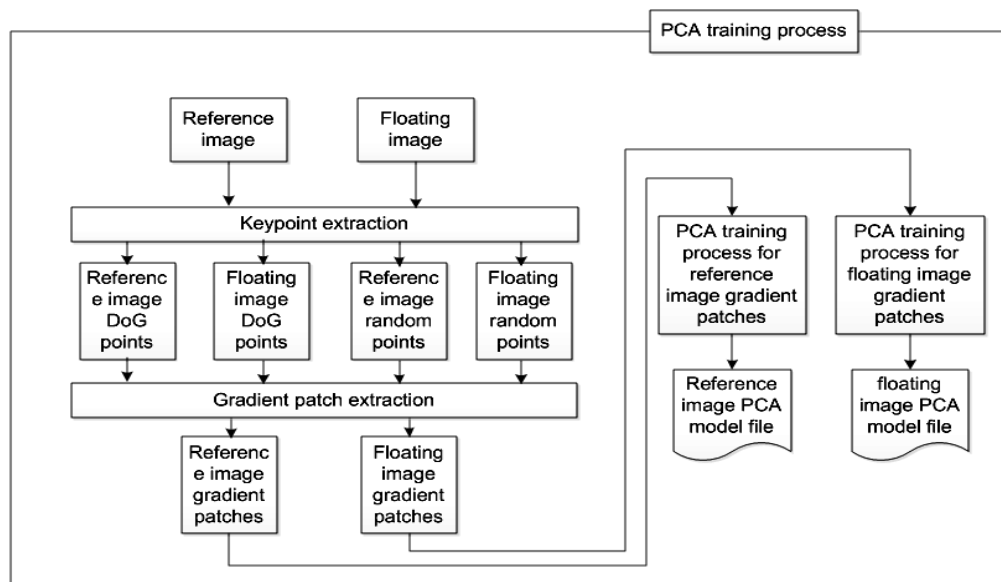 PCA training process
Reference
image
Floating
image
Keypoint extraction
Referenc
e image
DoG
points
Floating
image
DoG
points
Referenc
e image
random
points
Floating
image
random
points
Gradient patch extraction
Referenc
e image
gradient
patches
Floating
image
gradient
patches
PCA training
process for
reference
image gradient
patches
PCA training
process for
floating image
gradient
patches
Reference
image PCA
model file
floating
image PCA
model file